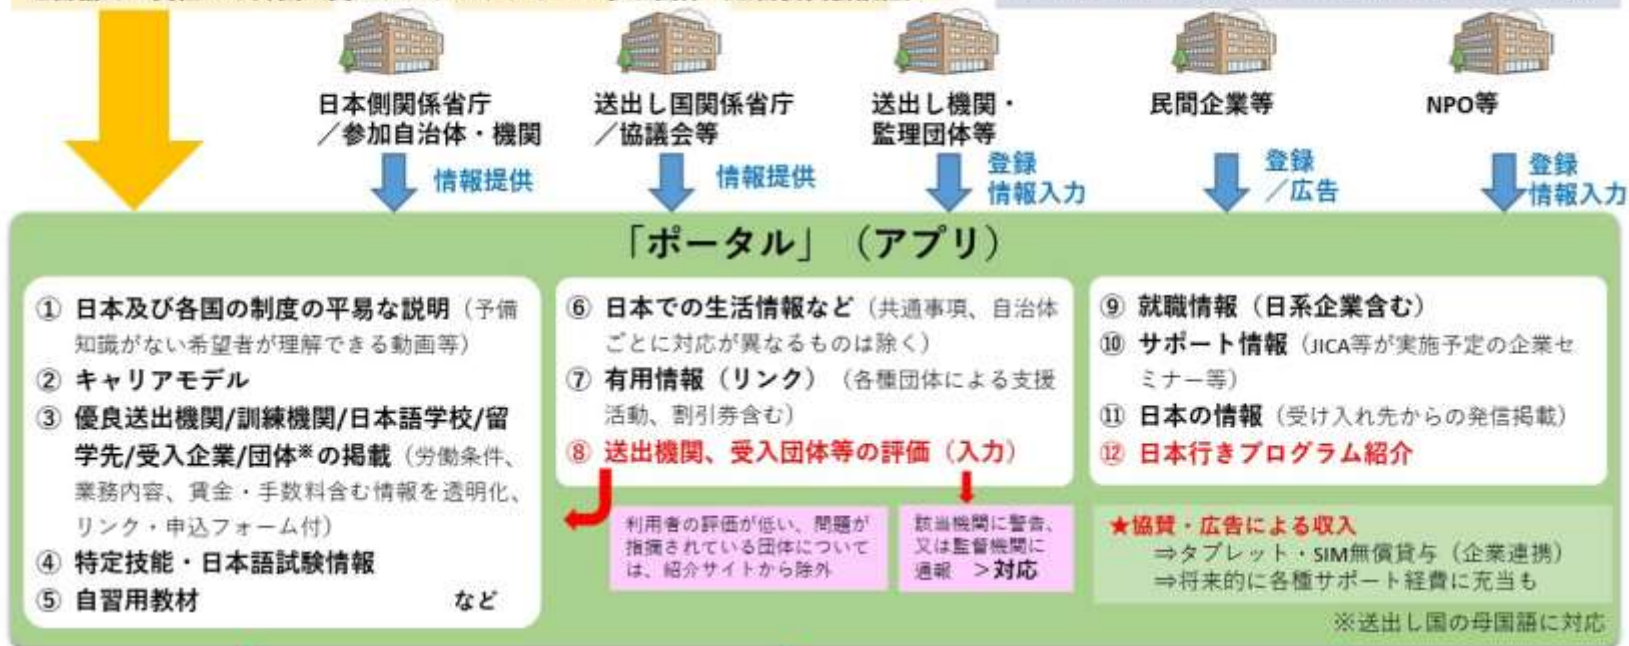 日本側関係省庁
／参加自治体・機関
送出し国関係省庁
／協議会等
送出し機関・
監理団体等
民間企業等
NPO等
情報提供
情報提供
登録
情報入力
登録
／広告
登録
情報入力
「ポータル」（アプリ）
① 日本及び各国の制度の平易な説明（予備
知識がない希望者が理解できる動画等）
② キャリアモデル
③ 優良送出機関/訓練機関/日本語学校/留
学先/受入企業/団体※の掲載（労働条件、
業務内容、賃金・手数料含む情報を透明化、
リンク・申込フォーム付）
④ 特定技能・日本語試験情報
⑤ 自習用教材 など
⑥ 日本での生活情報など（共通事項、自治体
ごとに対応が異なるものは除く）
⑦ 有用情報（リンク）（各種団体による支援
活動、割引券含む）
⑧ 送出機関、受入団体等の評価（入力）
利用者の評価が低い、問題が
指摘されている団体について
は、紹介サイトから除外
該当機関に警告、
又は監督機関に
通報 ＞対応
⑨ 就職情報（日系企業含む）
⑩ サポート情報（JICA等が実施予定の企業セ
ミナー等）
⑪ 日本の情報（受け入れ先からの発信掲載）
⑫ 日本行きプログラム紹介
★協賛・広告による収入
⇒タブレット・SIM無償貸与（企業連携）
⇒将来的に各種サポート経費に充当も
※送出し国の母国語に対応